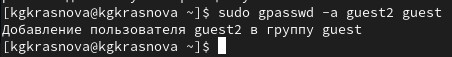 [kgkrasnova@kgkrasnova ~]$ sudo gpasswd -a guest2 guest
Добавление пользователя guest2 в группу guest
[kgkrasnova@kgkrasnova ~]$